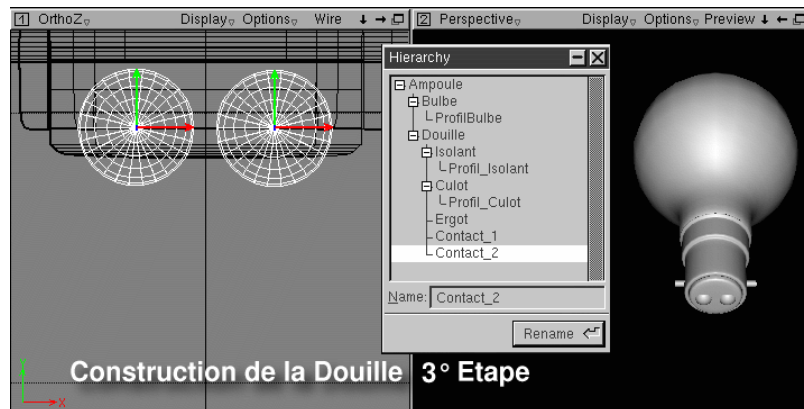 1 OrthoZ Display Options Wire
2 Perspective Display Options Preview
Hierarchy
Ampoule
Bulbe
ProfilBulbe
Douille
Isolant
Profil_Isolant
Culot
Profil_Culot
Ergot
Contact_1
Contact_2
Name: Contact_2
Rename
Y
X
Construction de la Douille 3° Etape